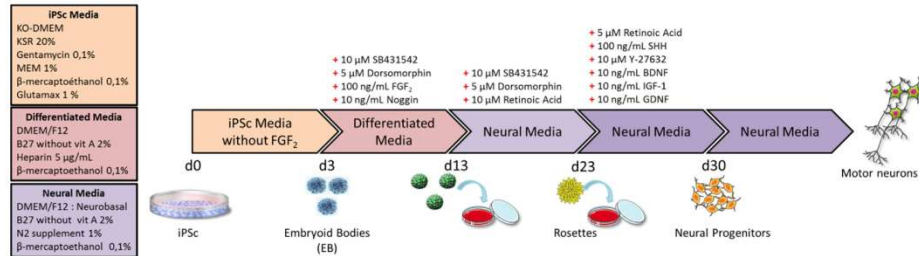 iPSc Media
KO-DMEM
KSR 20%
Gentamycin 0,1%
MEM 1%
β-mercaptoéthanol 0,1%
Glutamax 1 %
Differentiated Media
DMEM/F12
B27 without vit A 2%
Heparin 5 µg/mL
β-mercaptoethanol 0,1%
Neural Media
DMEM/F12 : Neurobasal
B27 without vit A 2%
N2 supplement 1%
β-mercaptoethanol 0,1%
+ 10 µM SB431542
+ 5 µM Dorsomorphin
+ 100 ng/mL FGF₂
+ 10 ng/mL Noggin
+ 10 µM SB431542
+ 5 µM Dorsomorphin
+ 10 µM Retinoic Acid
+ 5 µM Retinoic Acid
+ 100 ng/mL SHH
+ 10 µM Y-27632
+ 10 ng/mL BDNF
+ 10 ng/mL IGF-1
+ 10 ng/mL GDNF
iPSc Media
without FGF₂
Differentiated
Media
Neural Media
Neural Media
Neural Media
d0
d3
d13
d23
d30
iPSc
Embryoid Bodies
(EB)
Rosettes
Neural Progenitors
Motor neurons